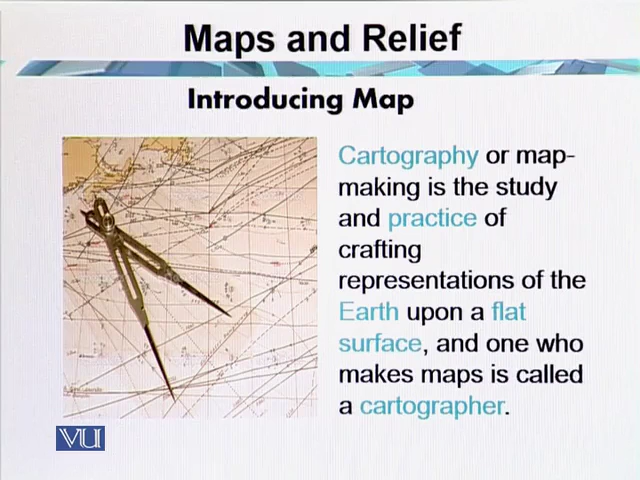 Maps and Relief
Introducing Map
Cartography or map-
making is the study
and practice of
crafting
representations of the
Earth upon a flat
surface, and one who
makes maps is called
a cartographer.
VU